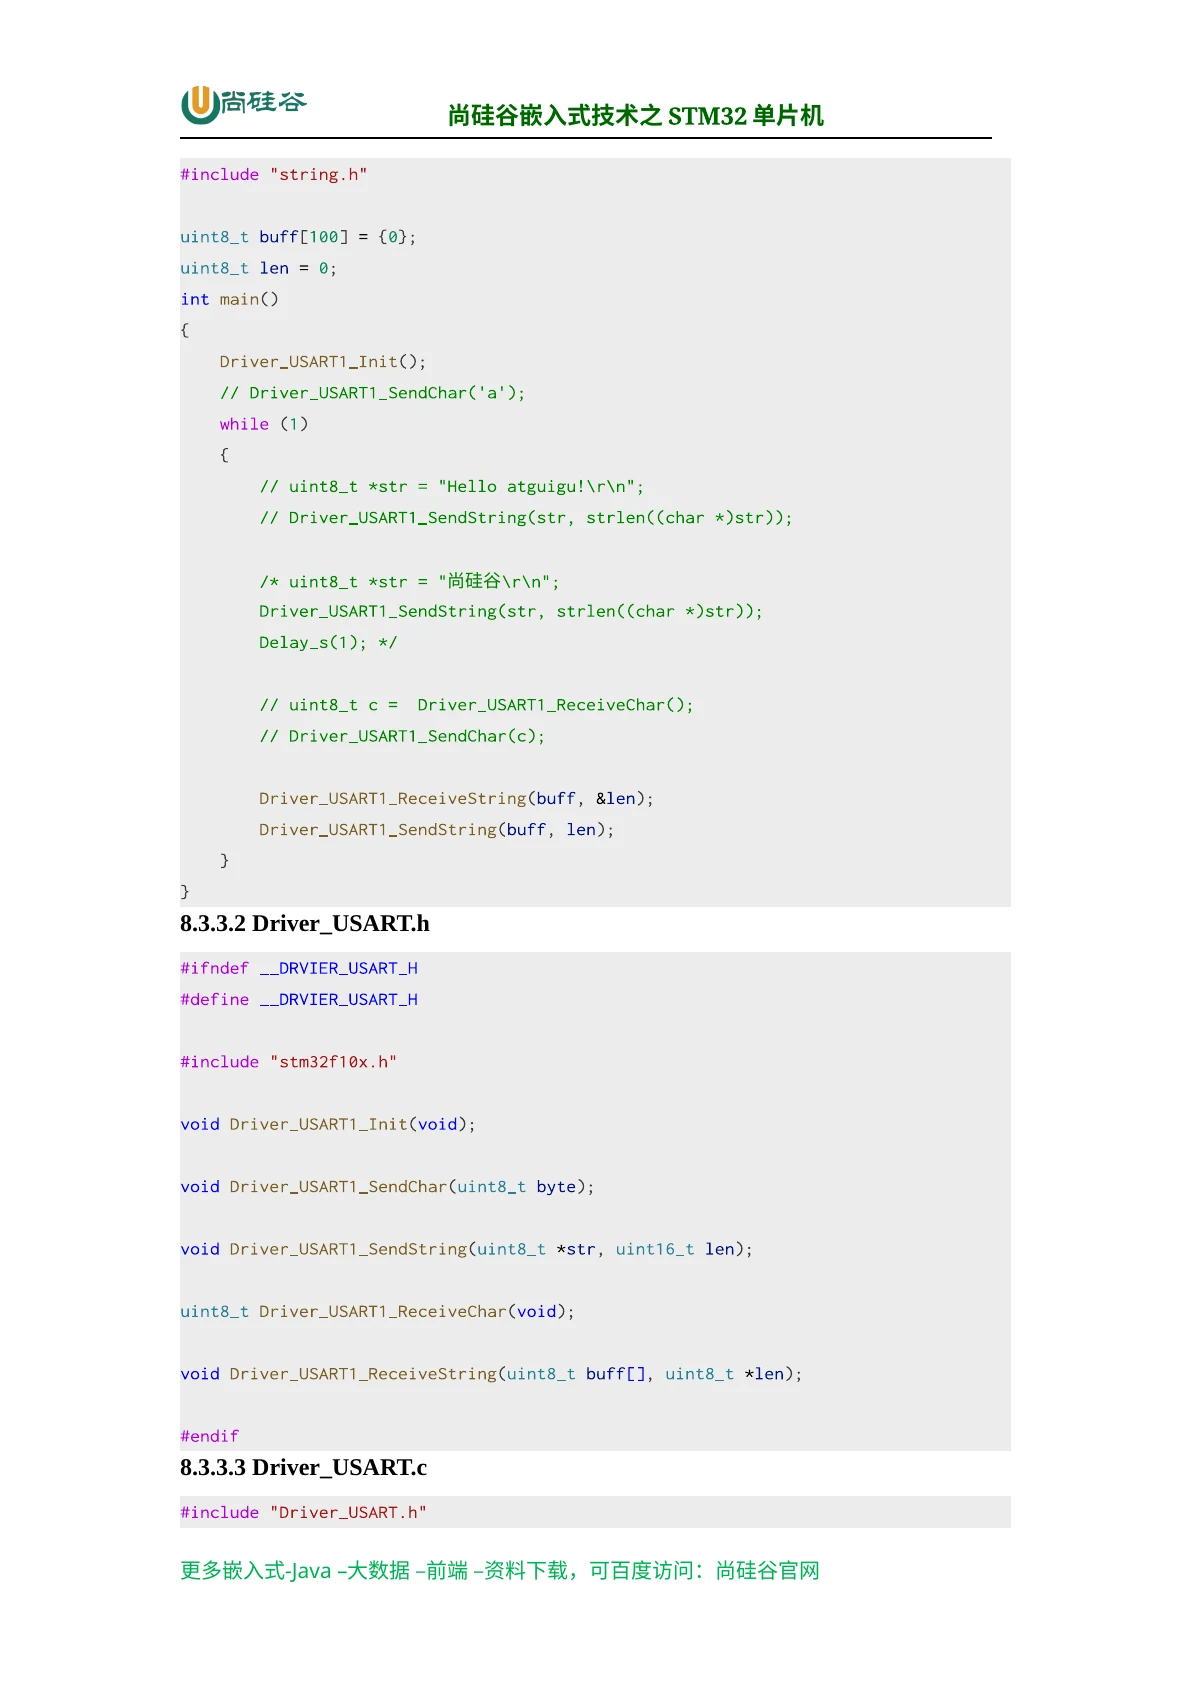 尚硅谷
尚硅谷嵌入式技术之 STM32 单片机
#include "string.h"
uint8_t buff[100] = {0};
uint8_t len = 0;
int main()
{
    Driver_USART1_Init();
    // Driver_USART1_SendChar('a');
    while (1)
    {
        // uint8_t *str = "Hello atguigu!\r\n";
        // Driver_USART1_SendString(str, strlen((char *)str));
        /* uint8_t *str = "尚硅谷\r\n";
        Driver_USART1_SendString(str, strlen((char *)str));
        Delay_s(1); */
        // uint8_t c =  Driver_USART1_ReceiveChar();
        // Driver_USART1_SendChar(c);
        Driver_USART1_ReceiveString(buff, &len);
        Driver_USART1_SendString(buff, len);
    }
}
8.3.3.2 Driver_USART.h
#ifndef __DRVIER_USART_H
#define __DRVIER_USART_H
#include "stm32f10x.h"
void Driver_USART1_Init(void);
void Driver_USART1_SendChar(uint8_t byte);
void Driver_USART1_SendString(uint8_t *str, uint16_t len);
uint8_t Driver_USART1_ReceiveChar(void);
void Driver_USART1_ReceiveString(uint8_t buff[], uint8_t *len);
#endif
8.3.3.3 Driver_USART.c
#include "Driver_USART.h"
更多嵌入式-Java –大数据 –前端 –资料下载，可百度访问：尚硅谷官网